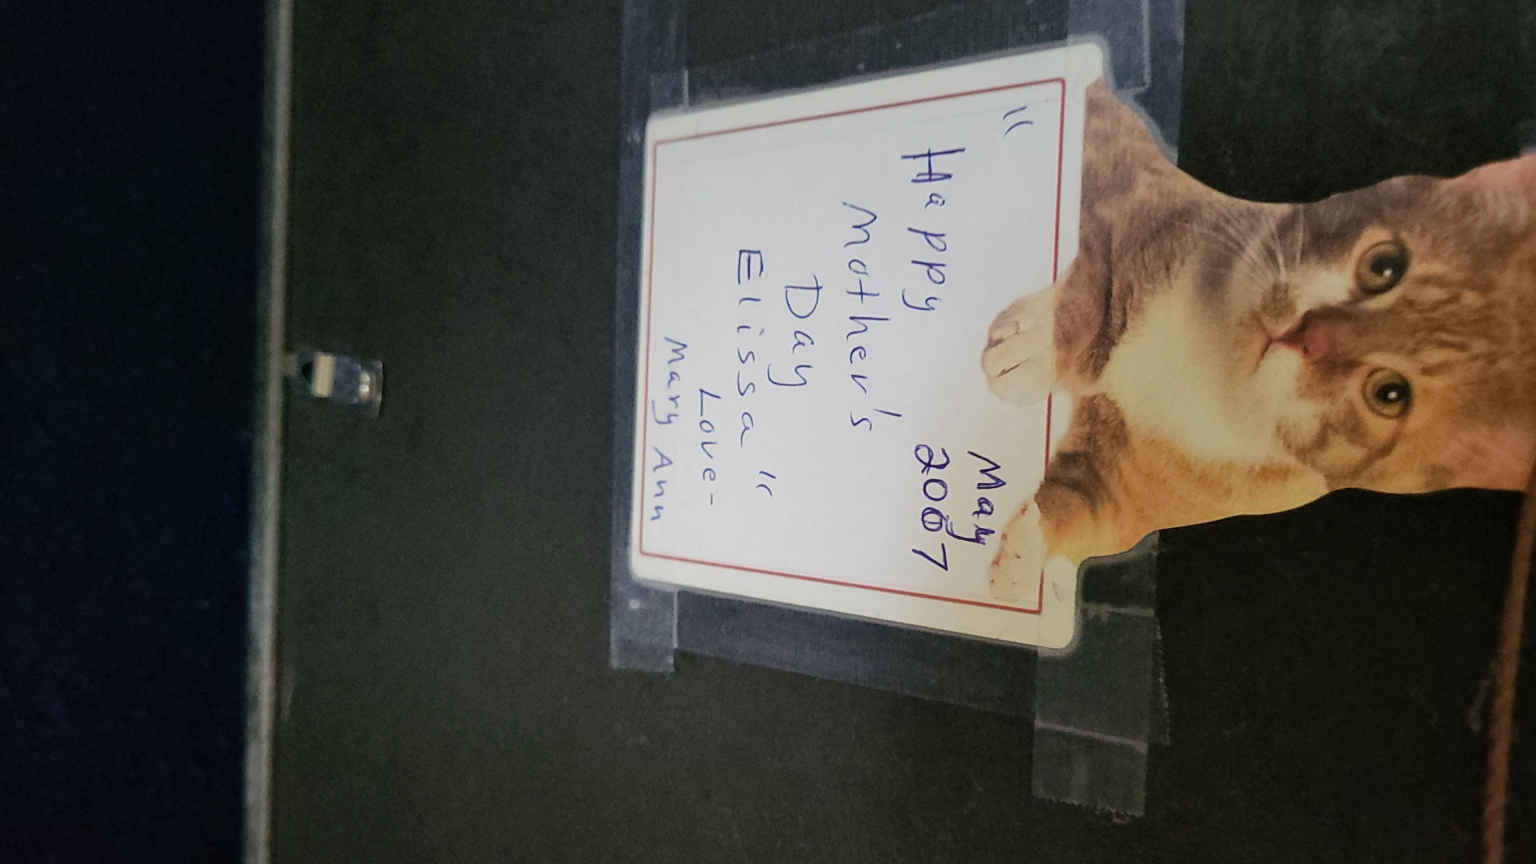 May
2007
"Happy
Mother's
Day
Elissa"
Love-
Mary Ann